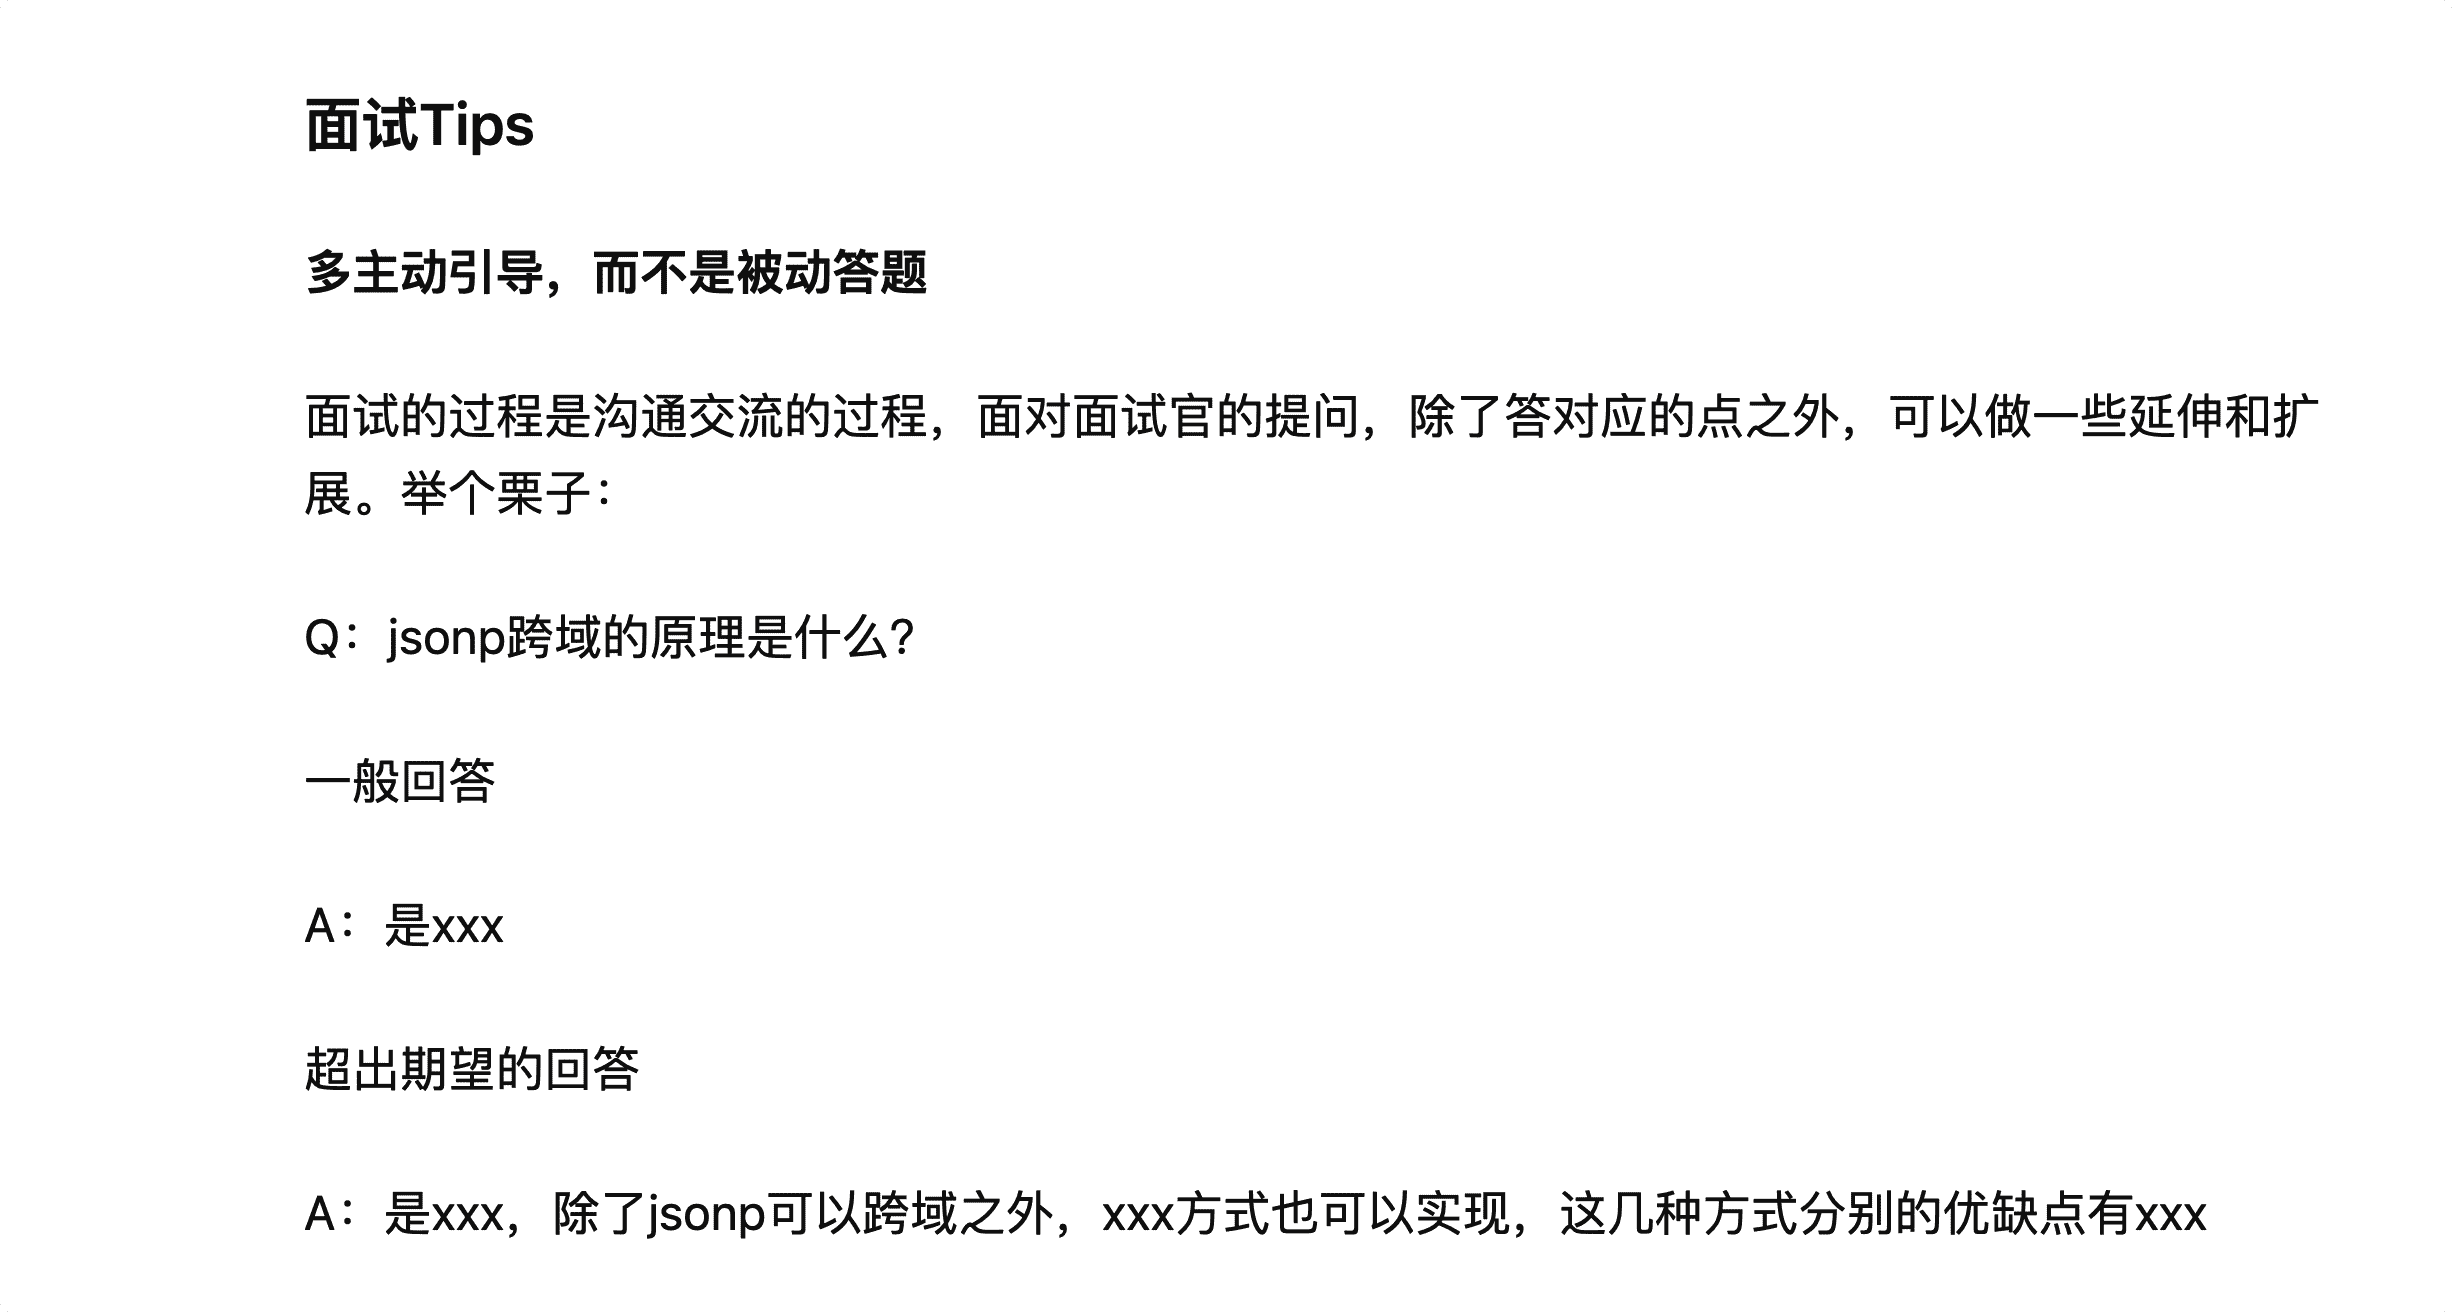 面试Tips
多主动引导，而不是被动答题
面试的过程是沟通交流的过程，面对面试官的提问，除了答对应的点之外，可以做一些延伸和扩
展。举个栗子：
Q：jsonp跨域的原理是什么？
一般回答
A：是xxx
超出期望的回答
A：是xxx，除了jsonp可以跨域之外，xxx方式也可以实现，这几种方式分别的优缺点有xxx